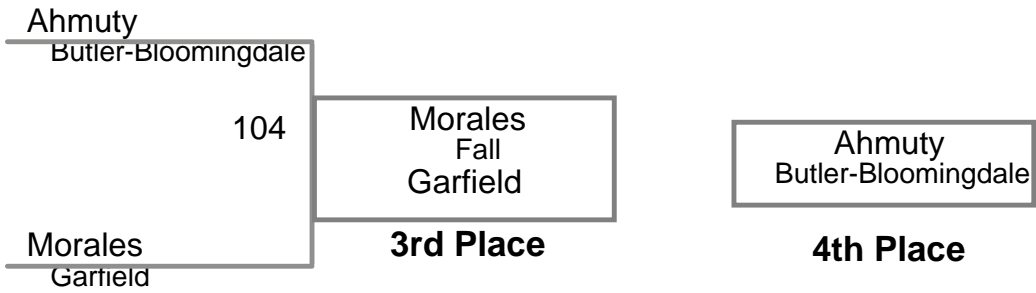 Ahmuty
Butler-Bloomingdale
104
Morales
Garfield
Morales
Fall
Garfield
3rd Place
Ahmuty
Butler-Bloomingdale
4th Place